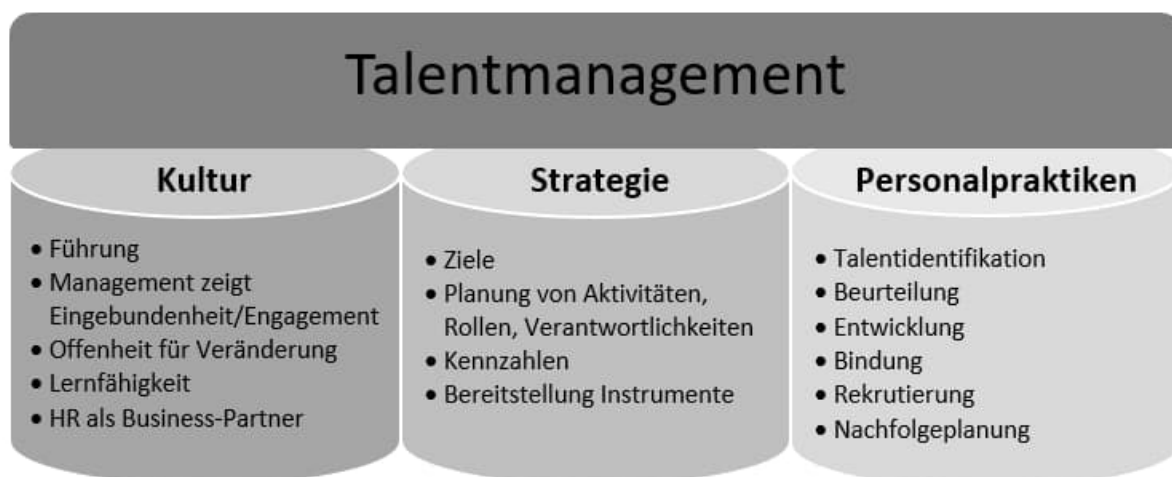 Talentmanagement
Kultur
• Führung
• Management zeigt
Eingebundenheit/Engagement
• Offenheit für Veränderung
• Lernfähigkeit
• HR als Business-Partner
Strategie
• Ziele
• Planung von Aktivitäten,
Rollen, Verantwortlichkeiten
• Kennzahlen
• Bereitstellung Instrumente
Personalpraktiken
• Talentidentifikation
• Beurteilung
• Entwicklung
• Bindung
• Rekrutierung
• Nachfolgeplanung